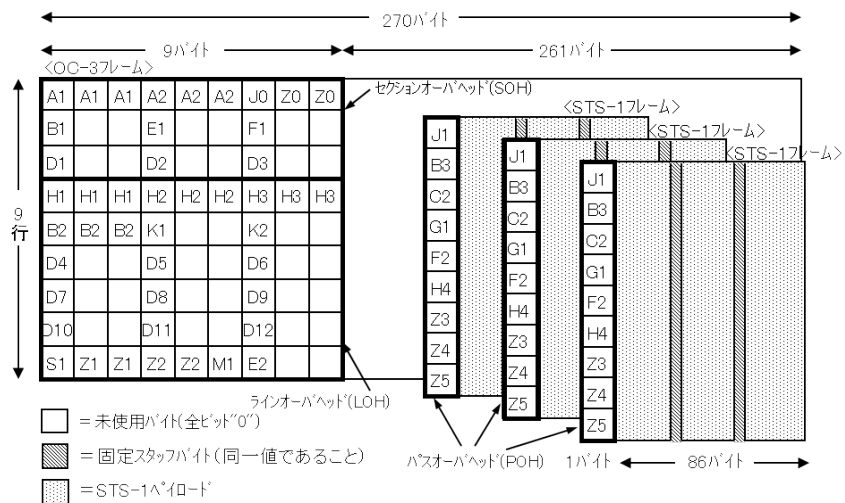 270バイト
9バイト 261バイト
<OC-3フレーム>
A1 A1 A1 A2 A2 A2 J0 Z0 Z0
セクションオーバヘッド(SOH)
B1 E1 F1
D1 D2 D3
H1 H1 H1 H2 H2 H2 H3 H3 H3
B2 B2 B2 K1 K2
D4 D5 D6
D7 D8 D9
D10 D11 D12
S1 Z1 Z1 Z2 Z2 M1 E2
9
行
<STS-1フレーム>
J1
B3
C2
G1
F2
H4
Z3
Z4
Z5
<STS-1フレーム>
J1
B3
C2
G1
F2
H4
Z3
Z4
Z5
<STS-1フレーム>
J1
B3
C2
G1
F2
H4
Z3
Z4
Z5
ラインオーバヘッド(LOH)
パスオーバヘッド(POH)
1バイト 86バイト
=未使用バイト(全ビット"0")
=固定スタッフバイト(同一値であること)
=STS-1ペイロード